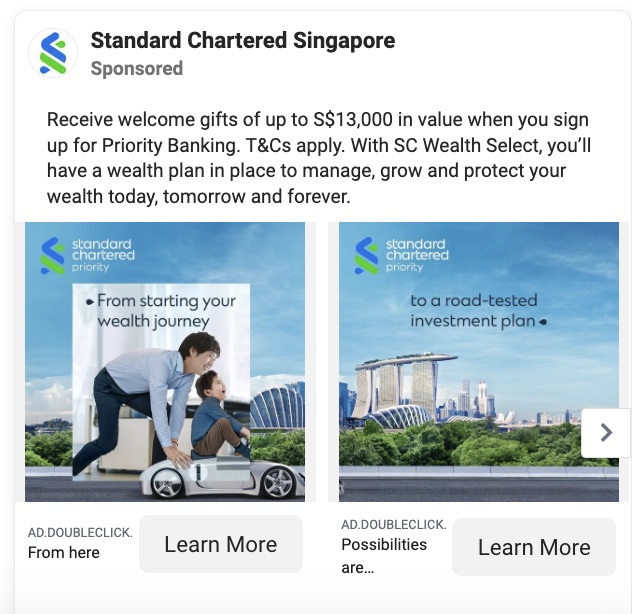 Standard Chartered Singapore
Sponsored
Receive welcome gifts of up to S$13,000 in value when you sign
up for Priority Banking. T&Cs apply. With SC Wealth Select, you’ll
have a wealth plan in place to manage, grow and protect your
wealth today, tomorrow and forever.
standard
chartered
priority
From starting your
wealth journey
standard
chartered
priority
to a road-tested
investment plan
AD.DOUBLECLICK.
From here
Learn More
AD.DOUBLECLICK.
Possibilities
are...
Learn More